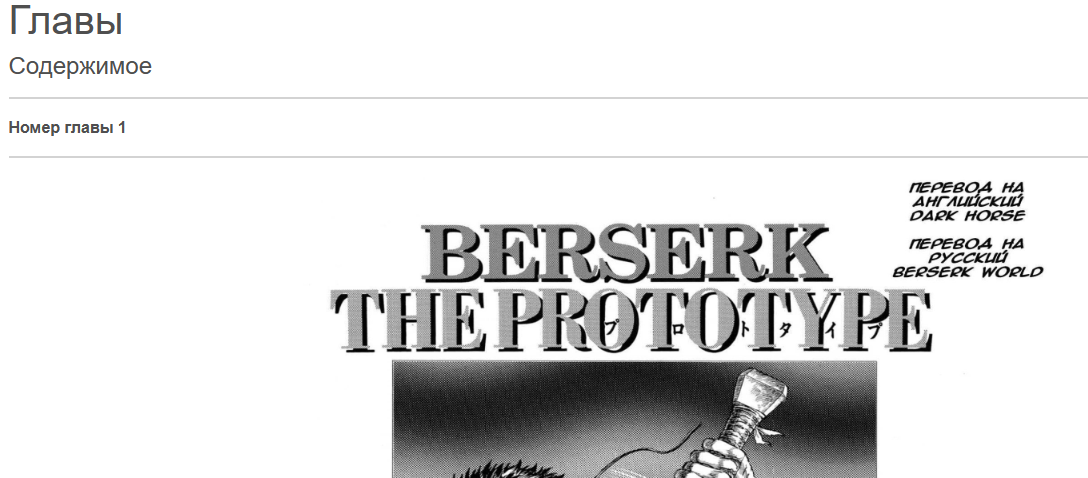 Главы
Содержимое
Номер главы 1
ПЕРЕВОД НА
АНГЛИЙСКИЙ
DARK HORSE
ПЕРЕВОД НА
РУССКИЙ
BERSERK WORLD
BERSERK
THE PROTOTYPE
プロトタイプ